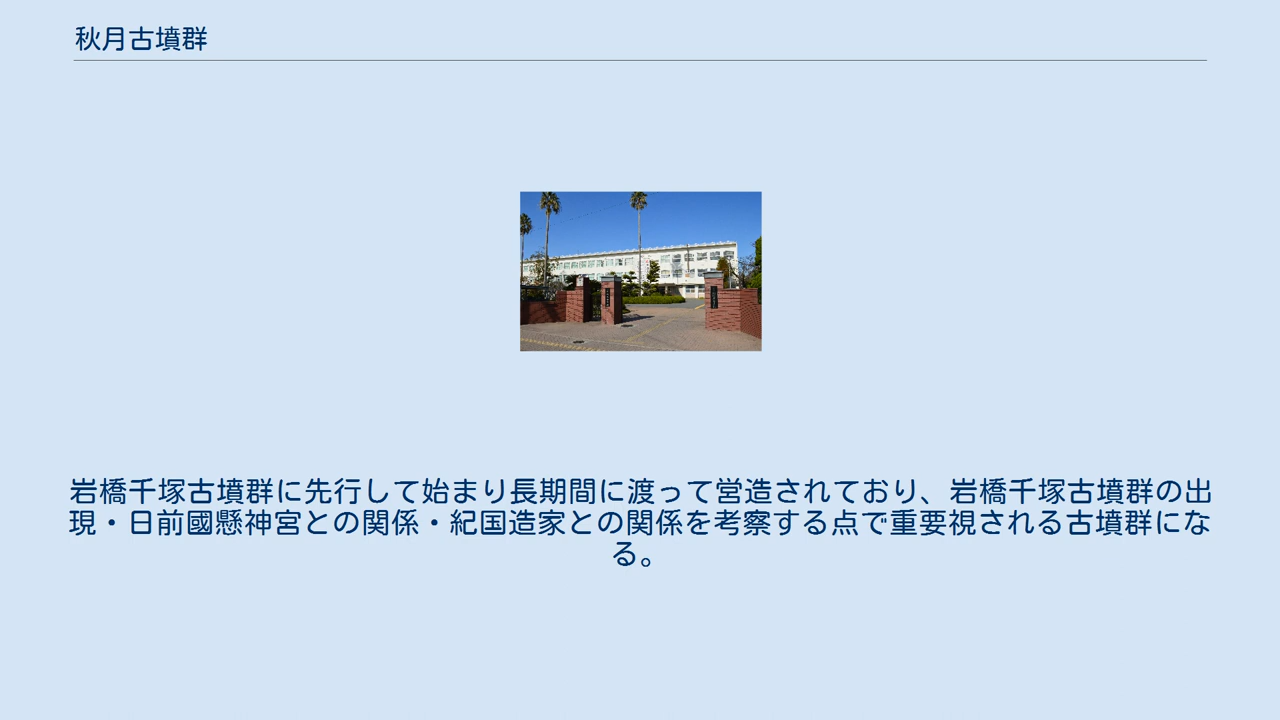 秋月古墳群
岩橋千塚古墳群に先行して始まり長期間に渡って営造されており、岩橋千塚古墳群の出
現・日前國懸神宮との関係・紀国造家との関係を考察する点で重要視される古墳群にな
る。